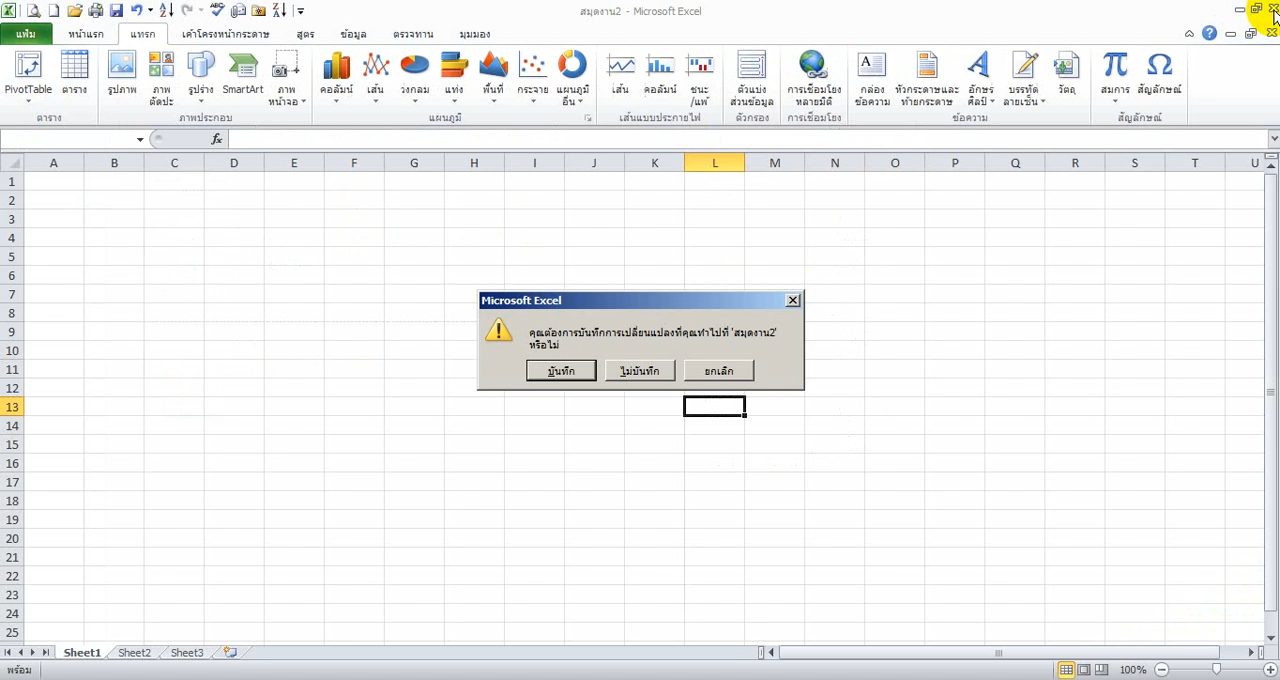 สมุดงาน2 - Microsoft Excel
แฟ้ม หน้าแรก แทรก เค้าโครงหน้ากระดาษ สูตร ข้อมูล ตรวจทาน มุมมอง
PivotTable ตาราง รูปภาพ ภาพตัดปะ รูปร่าง SmartArt ภาพหน้าจอ คอลัมน์ เส้น วงกลม แท่ง พื้นที่ กระจาย แผนภูมิอื่น เส้น คอลัมน์ ชนะ/แพ้ ตัวแบ่งส่วนข้อมูล การเชื่อมโยงหลายมิติ กล่องข้อความ หัวกระดาษและท้ายกระดาษ อักษรศิลป์ บรรทัดลายเซ็น วัตถุ สมการ สัญลักษณ์
ตาราง ภาพประกอบ แผนภูมิ เส้นแบบประกายไฟ ตัวกรอง การเชื่อมโยง ข้อความ สัญลักษณ์
fx
A B C D E F G H I J K L M N O P Q R S T U
1
2
3
4
5
6
7
8
9
10
11
12
13
14
15
16
17
18
19
20
21
22
23
24
25
Microsoft Excel
คุณต้องการบันทึกการเปลี่ยนแปลงที่คุณทำไปที่ 'สมุดงาน2'
หรือไม่
บันทึก ไม่บันทึก ยกเลิก
Sheet1 Sheet2 Sheet3
พร้อม 100%